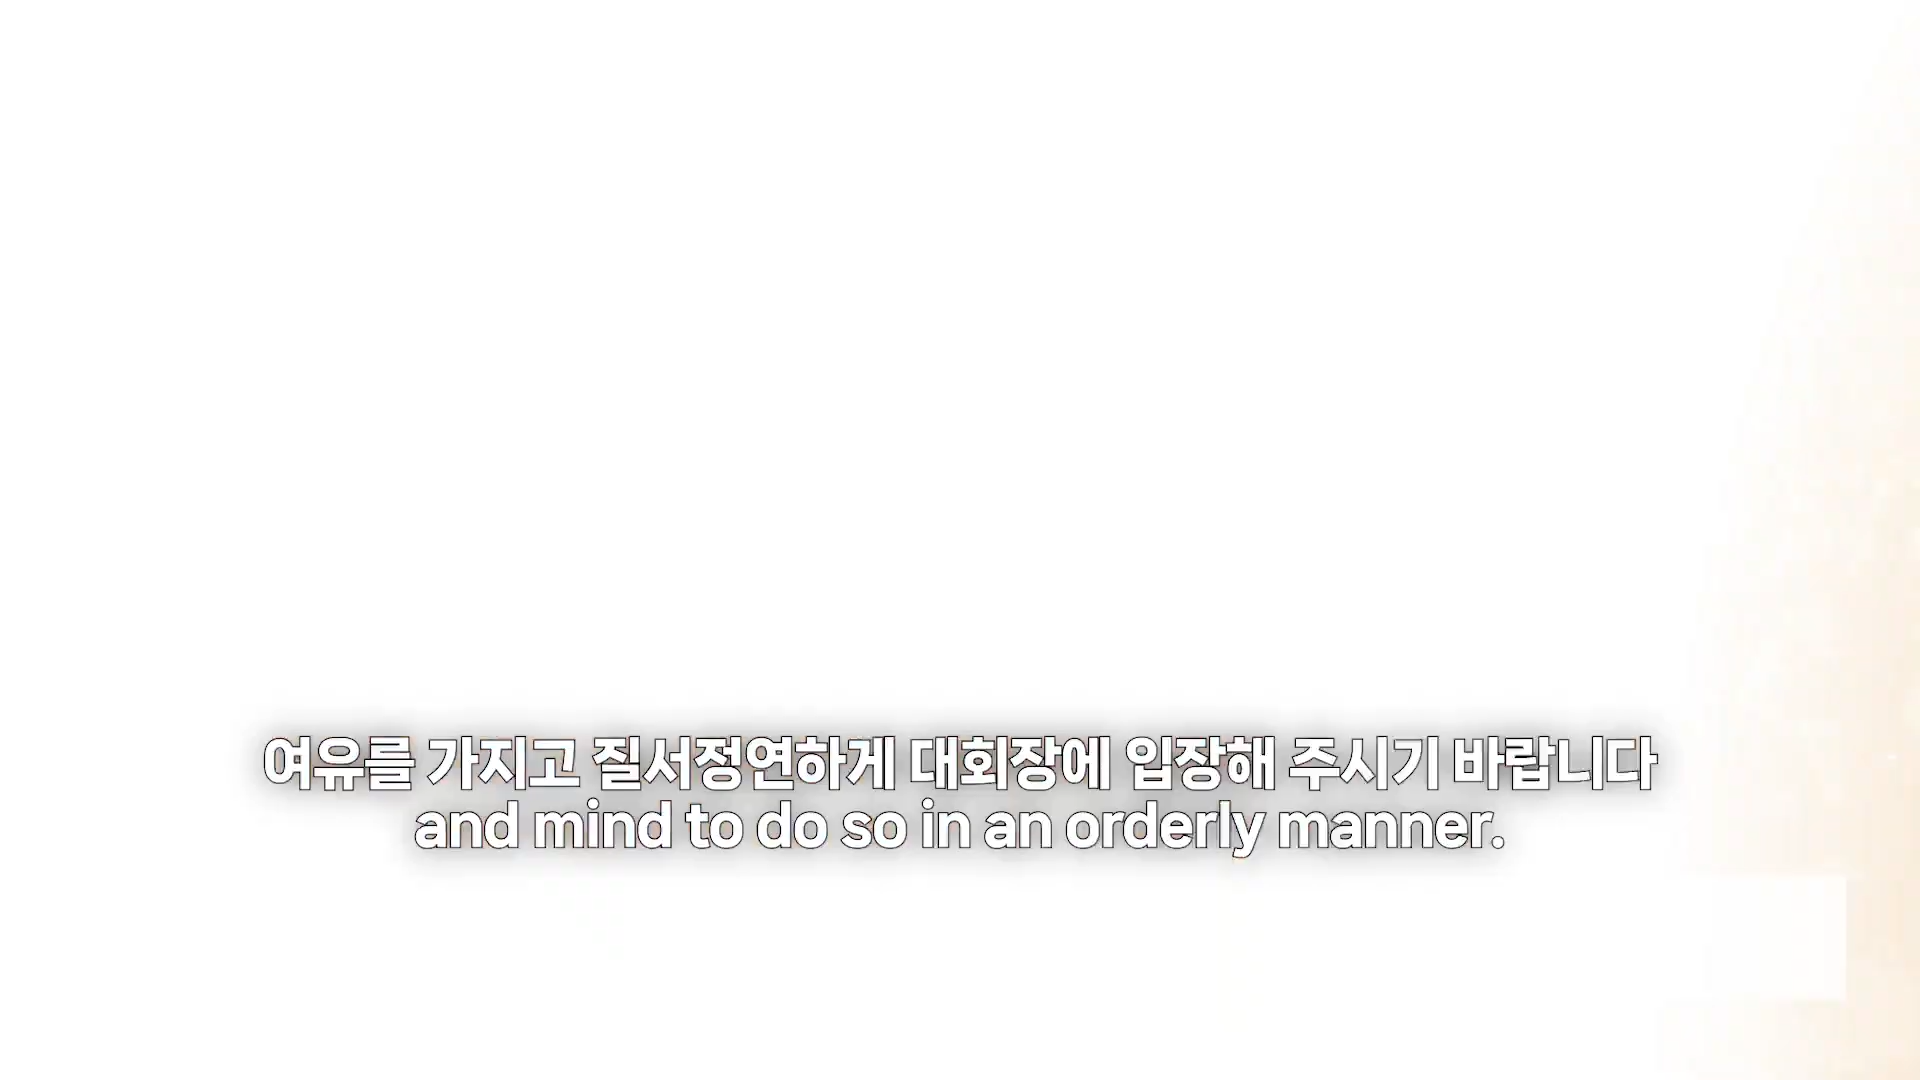 여유를 가지고 질서정연하게 대회장에 입장해 주시기 바랍니다
and mind to do so in an orderly manner.